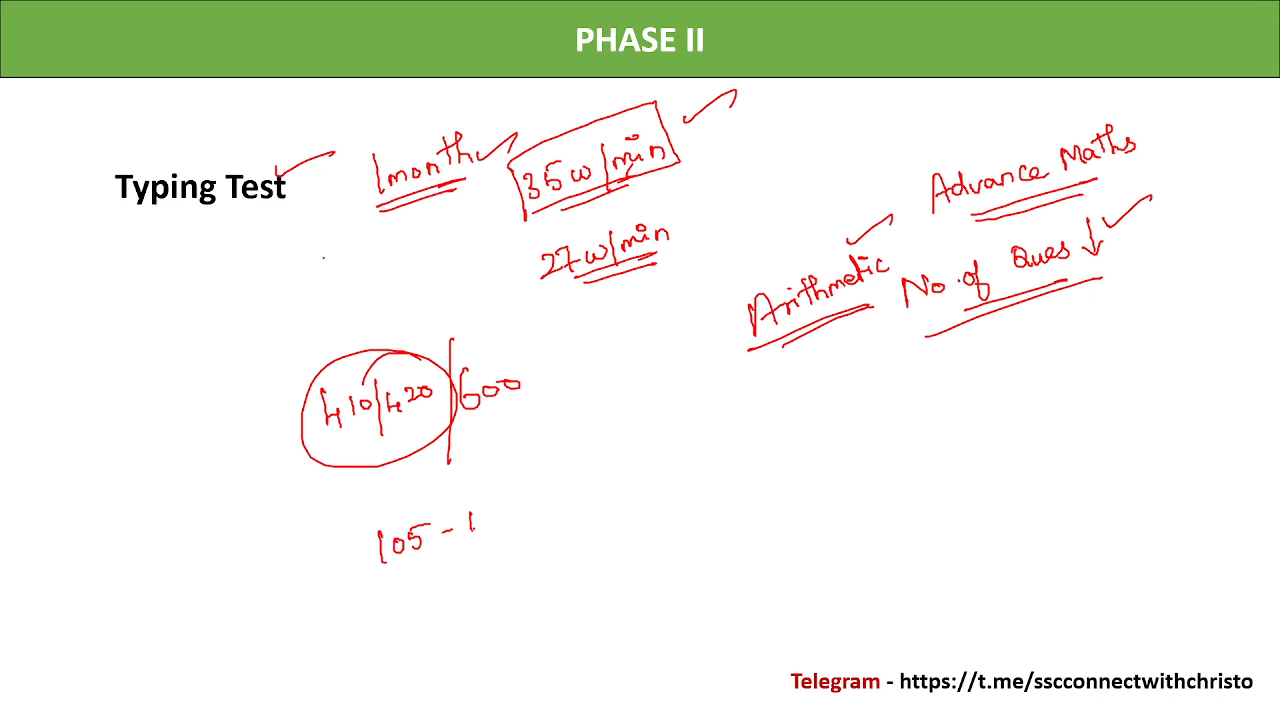 PHASE II
Typing Test
1month
35w/min
27w/min
Advance Maths
Arithmetic
No. of Ques ↓
410/420 | 600
105 - 1
Telegram - https://t.me/sscconnectwithchristo